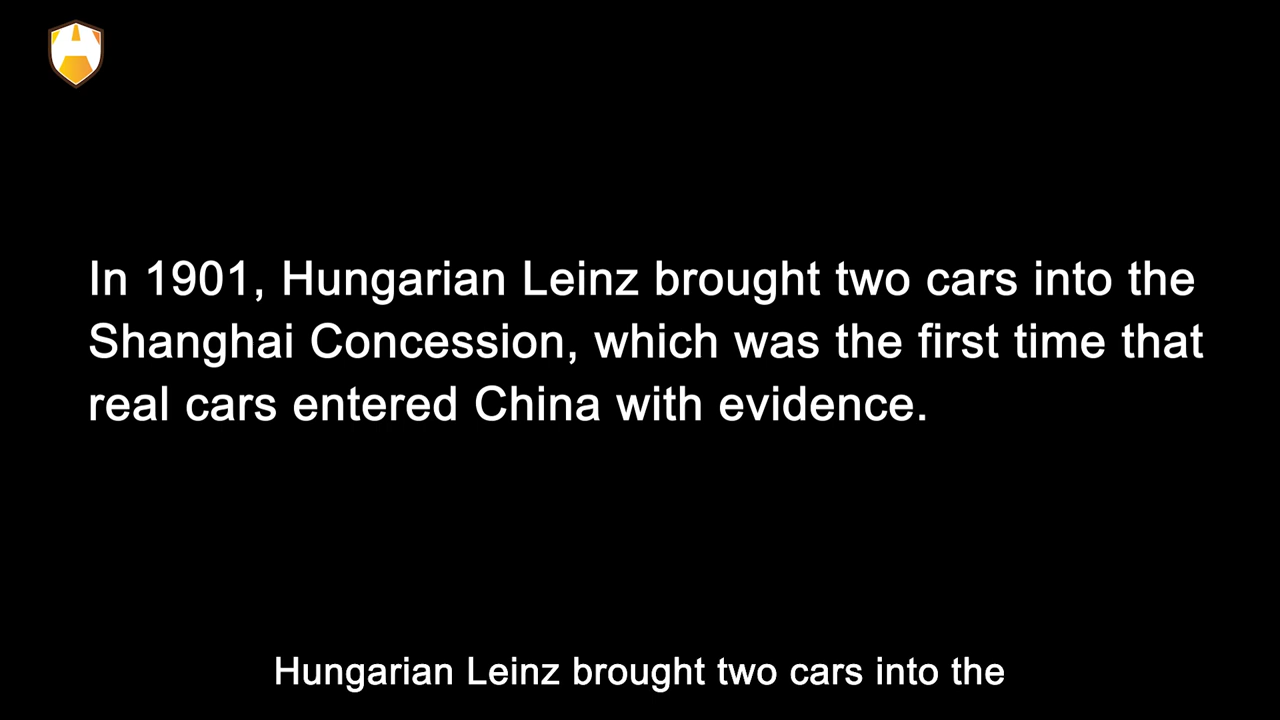 In 1901, Hungarian Leinz brought two cars into the
Shanghai Concession, which was the first time that
real cars entered China with evidence.
Hungarian Leinz brought two cars into the